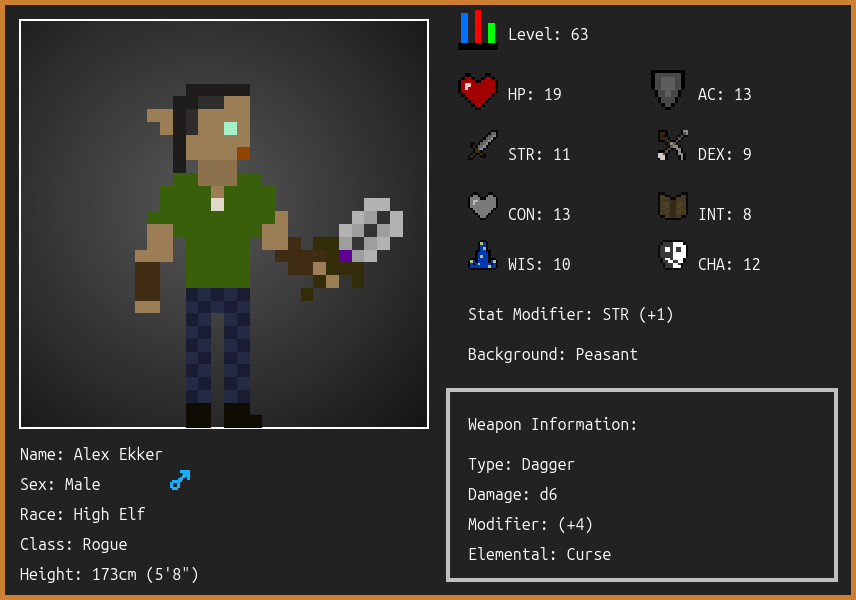 Level: 63
HP: 19
AC: 13
STR: 11
DEX: 9
CON: 13
INT: 8
WIS: 10
CHA: 12
Stat Modifier: STR (+1)
Background: Peasant
Weapon Information:
Type: Dagger
Damage: d6
Modifier: (+4)
Elemental: Curse
Name: Alex Ekker
Sex: Male
Race: High Elf
Class: Rogue
Height: 173cm (5'8")